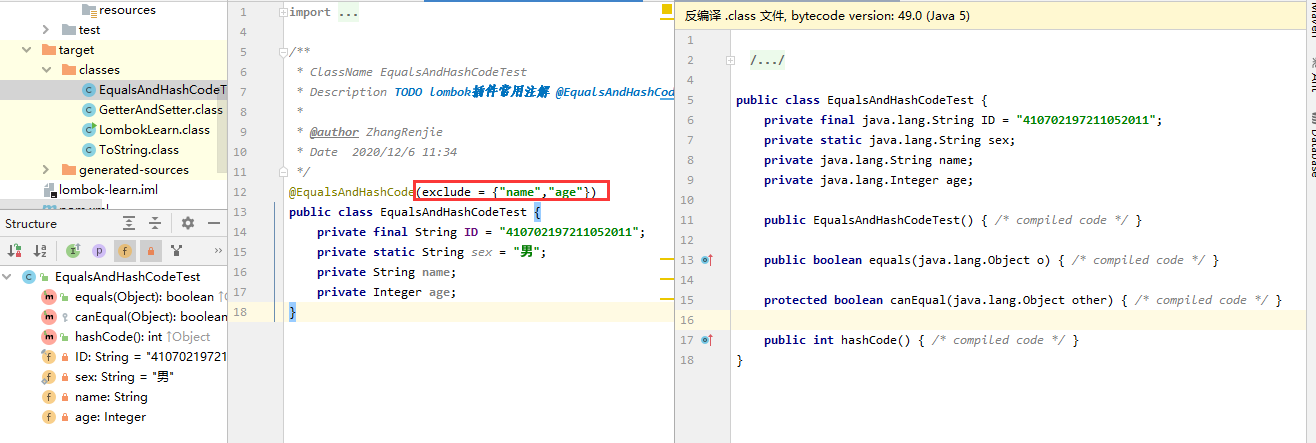 resources
test
target
classes
EqualsAndHashCodeT
GetterAndSetter.class
LombokLearn.class
ToString.class
generated-sources
lombok-learn.iml
Structure
EqualsAndHashCodeTest
equals(Object): boolean ↑O
canEqual(Object): boolean
hashCode(): int ↑Object
ID: String = "41070219721
sex: String = "男"
name: String
age: Integer
1 import ...
4
5 /**
6 * ClassName EqualsAndHashCodeTest
7 * Description TODO lombok插件常用注解 @EqualsAndHashCod
8 *
9 * @author ZhangRenjie
10 * Date 2020/12/6 11:34
11 */
12 @EqualsAndHashCode(exclude = {"name","age"})
13 public class EqualsAndHashCodeTest {
14 private final String ID = "410702197211052011";
15 private static String sex = "男";
16 private String name;
17 private Integer age;
18 }
反编译 .class 文件, bytecode version: 49.0 (Java 5)
1
2 /.../
4
5 public class EqualsAndHashCodeTest {
6 private final java.lang.String ID = "410702197211052011";
7 private static java.lang.String sex;
8 private java.lang.String name;
9 private java.lang.Integer age;
10
11 public EqualsAndHashCodeTest() { /* compiled code */ }
12
13 public boolean equals(java.lang.Object o) { /* compiled code */ }
14
15 protected boolean canEqual(java.lang.Object other) { /* compiled code */ }
16
17 public int hashCode() { /* compiled code */ }
18 }
Database